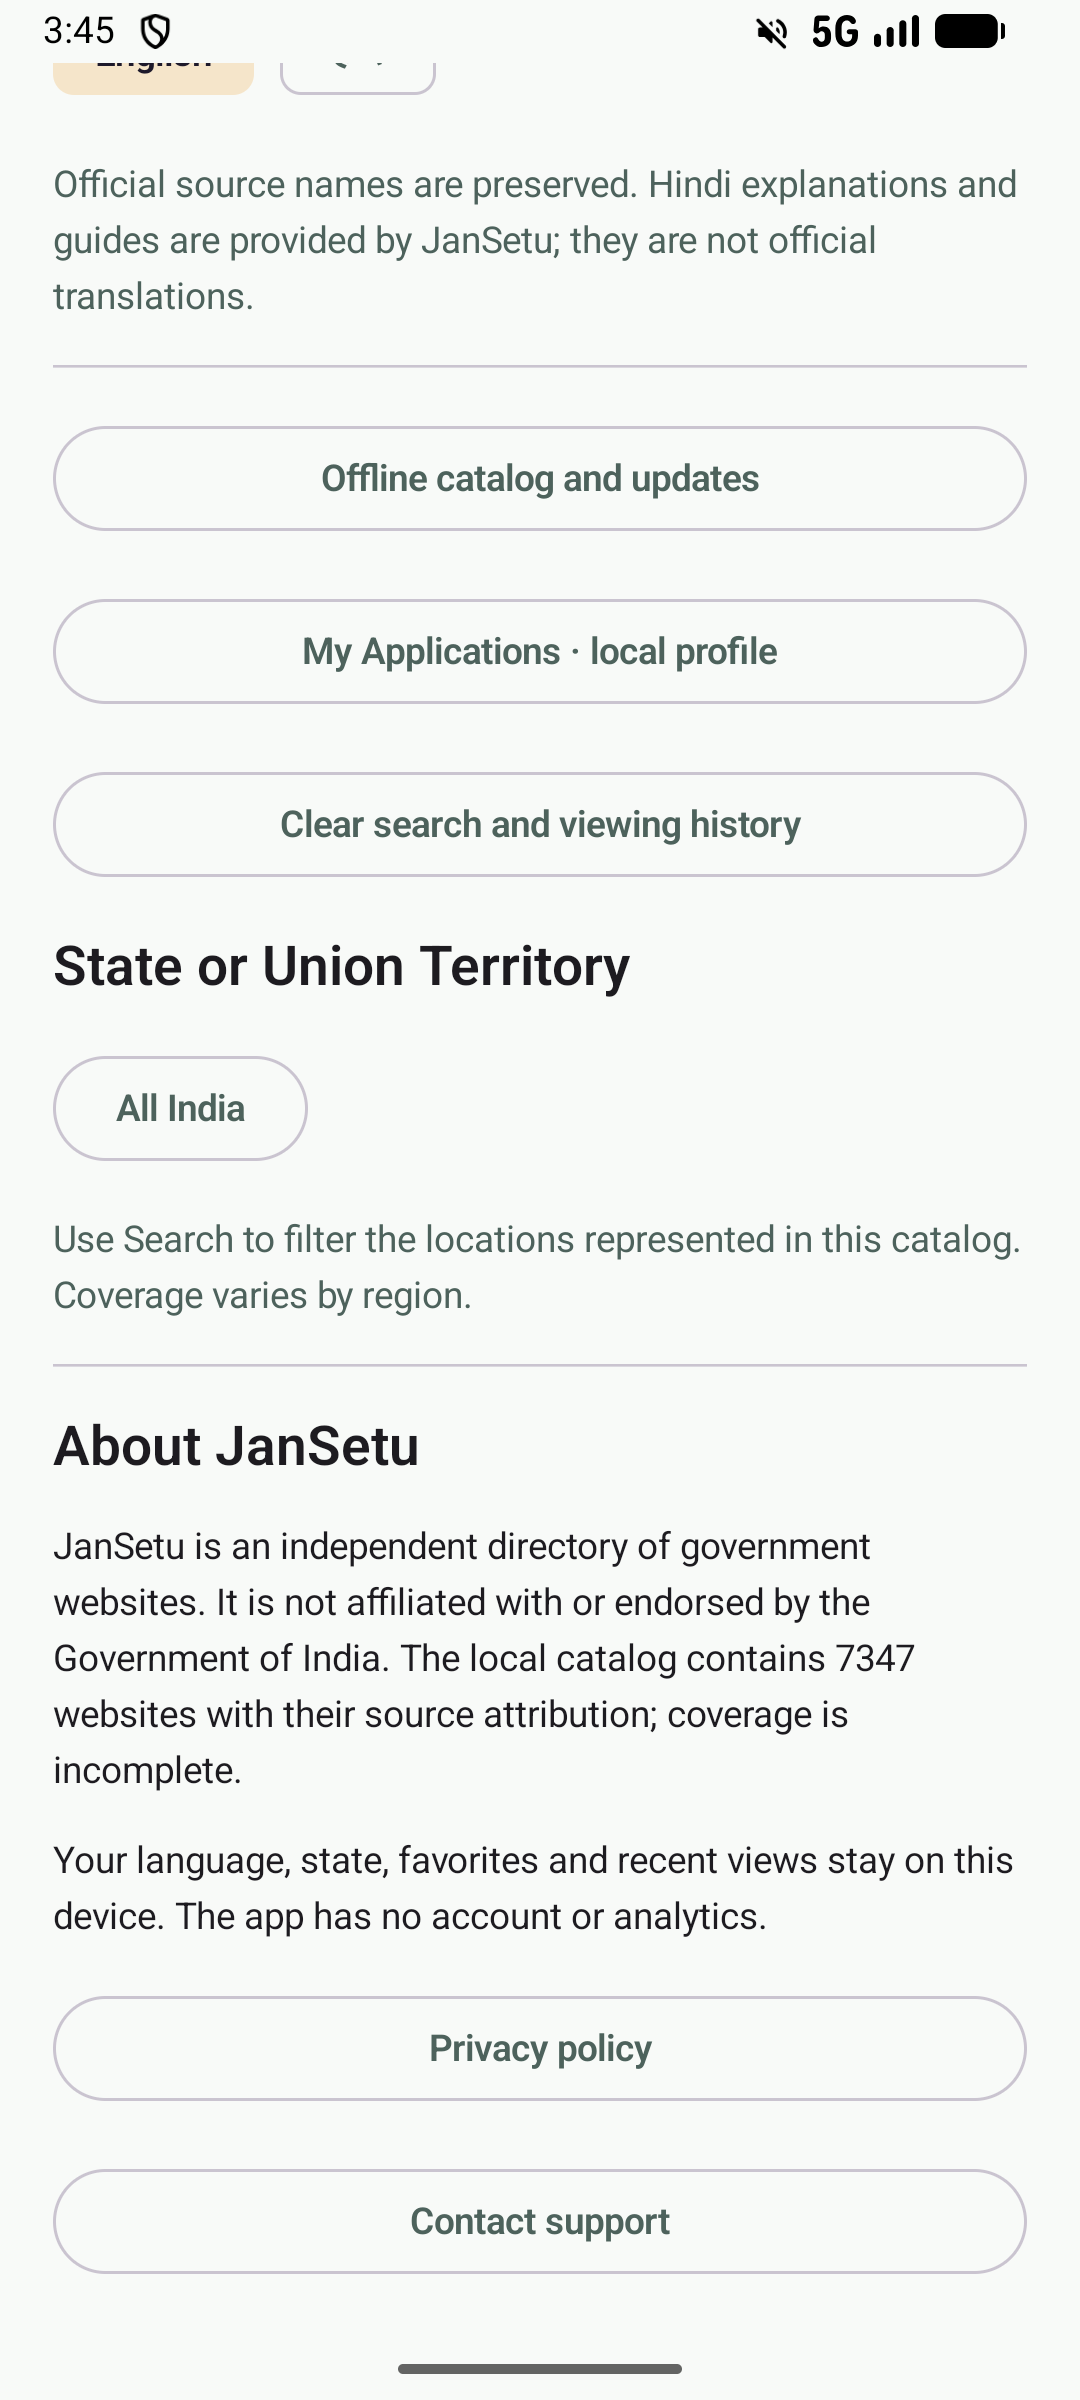 3:45
5G
English
Official source names are preserved. Hindi explanations and
guides are provided by JanSetu; they are not official
translations.
Offline catalog and updates
My Applications · local profile
Clear search and viewing history
State or Union Territory
All India
Use Search to filter the locations represented in this catalog.
Coverage varies by region.
About JanSetu
JanSetu is an independent directory of government
websites. It is not affiliated with or endorsed by the
Government of India. The local catalog contains 7347
websites with their source attribution; coverage is
incomplete.
Your language, state, favorites and recent views stay on this
device. The app has no account or analytics.
Privacy policy
Contact support